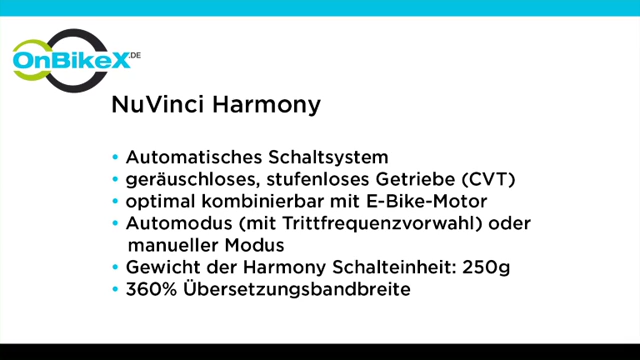 OnBikeX.DE
NuVinci Harmony
• Automatisches Schaltsystem
• geräuschloses, stufenloses Getriebe (CVT)
• optimal kombinierbar mit E-Bike-Motor
• Automodus (mit Trittfrequenzvorwahl) oder
manueller Modus
• Gewicht der Harmony Schalteinheit: 250g
• 360% Übersetzungsbandbreite